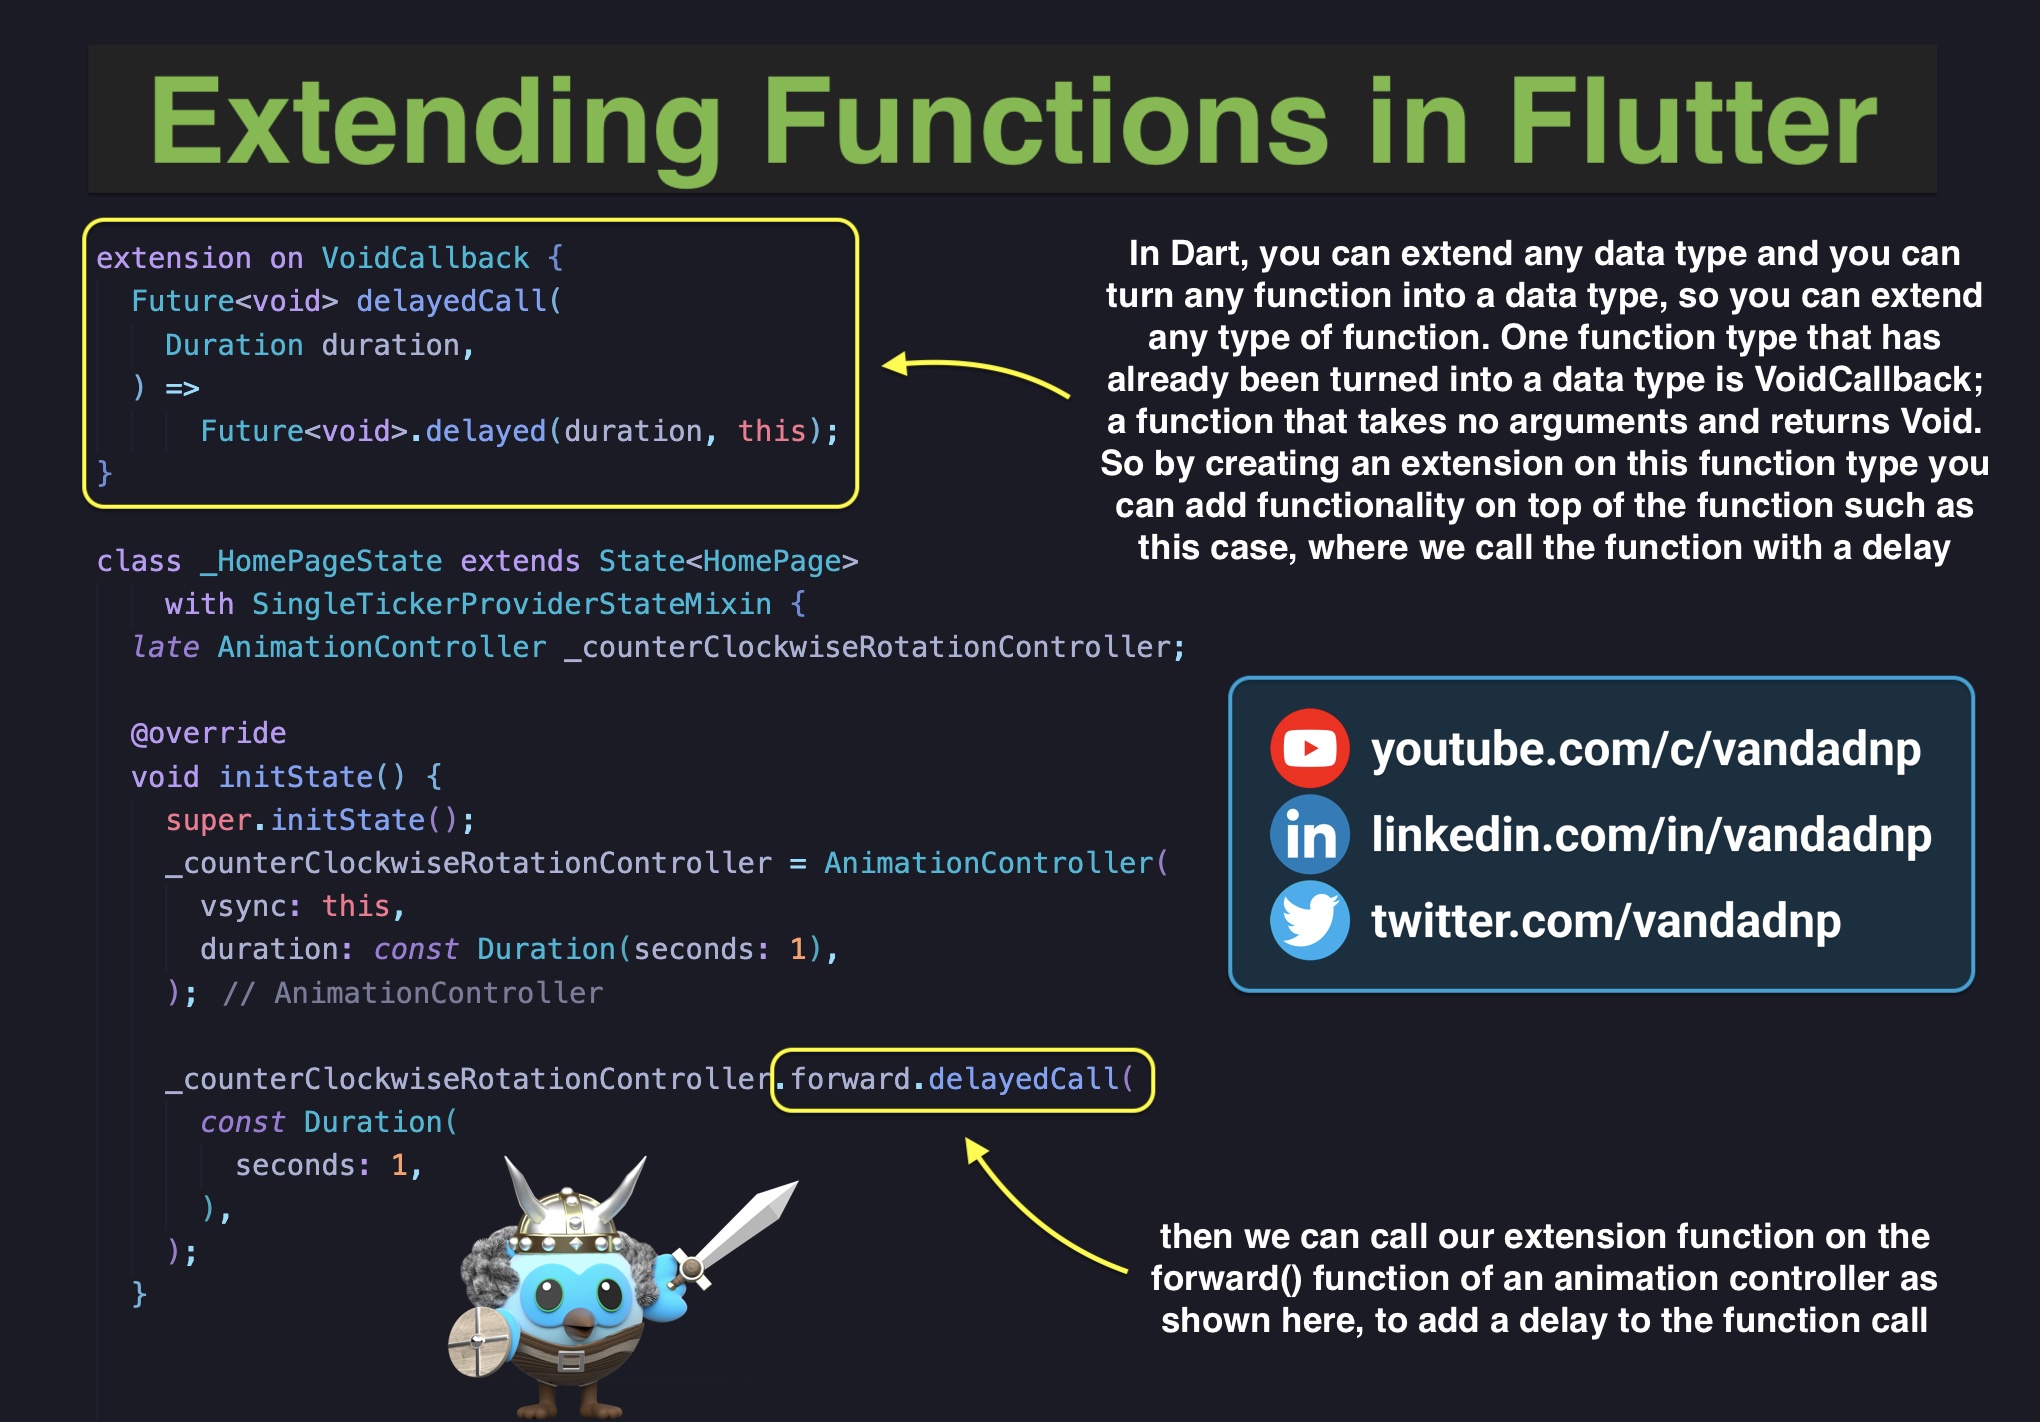 Extending Functions in Flutter
extension on VoidCallback {
Future<void> delayedCall(
Duration duration,
) =>
Future<void>.delayed(duration, this);
}
In Dart, you can extend any data type and you can
turn any function into a data type, so you can extend
any type of function. One function type that has
already been turned into a data type is VoidCallback;
a function that takes no arguments and returns Void.
So by creating an extension on this function type you
can add functionality on top of the function such as
this case, where we call the function with a delay
class _HomePageState extends State<HomePage>
with SingleTickerProviderStateMixin {
late AnimationController _counterClockwiseRotationController;
@override
void initState() {
super.initState();
_counterClockwiseRotationController = AnimationController(
vsync: this,
duration: const Duration(seconds: 1),
); // AnimationController
_counterClockwiseRotationController.forward.delayedCall(
const Duration(
seconds: 1,
),
);
}
youtube.com/c/vandadnp
in linkedin.com/in/vandadnp
twitter.com/vandadnp
then we can call our extension function on the
forward() function of an animation controller as
shown here, to add a delay to the function call